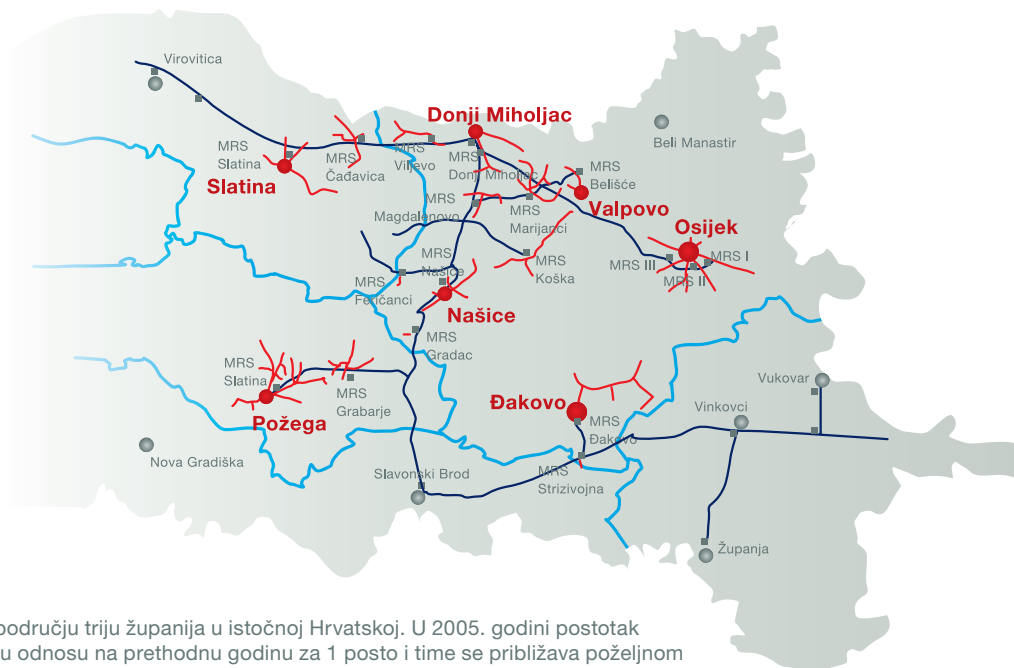 Virovitica
Donji Miholjac
Beli Manastir
MRS
Slatina
MRS
Čađavica
MRS
Viljevo
MRS
Donji Miholjac
MRS
Belišće
Slatina
Valpovo
MRS
Magdalenovo
MRS
Marijanci
Osijek
MRS I
MRS II
MRS III
MRS
Našice
MRS
Koška
MRS
Feričanci
Našice
MRS
Gradac
MRS
Slatina
MRS
Grabarje
Požega
Đakovo
MRS
Đakovo
Vukovar
Vinkovci
Nova Gradiška
Slavonski Brod
MRS
Strizivojna
Županja
području triju županija u istočnoj Hrvatskoj. U 2005. godini postotak
u odnosu na prethodnu godinu za 1 posto i time se približava poželjnom